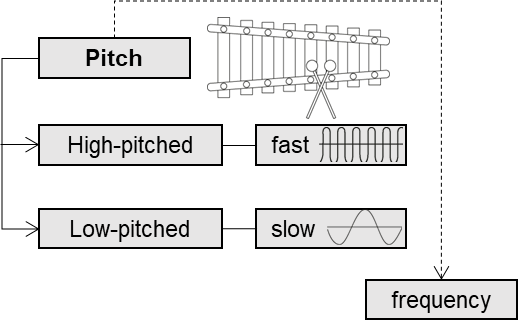 Pitch
High-pitched
fast
Low-pitched
slow
frequency